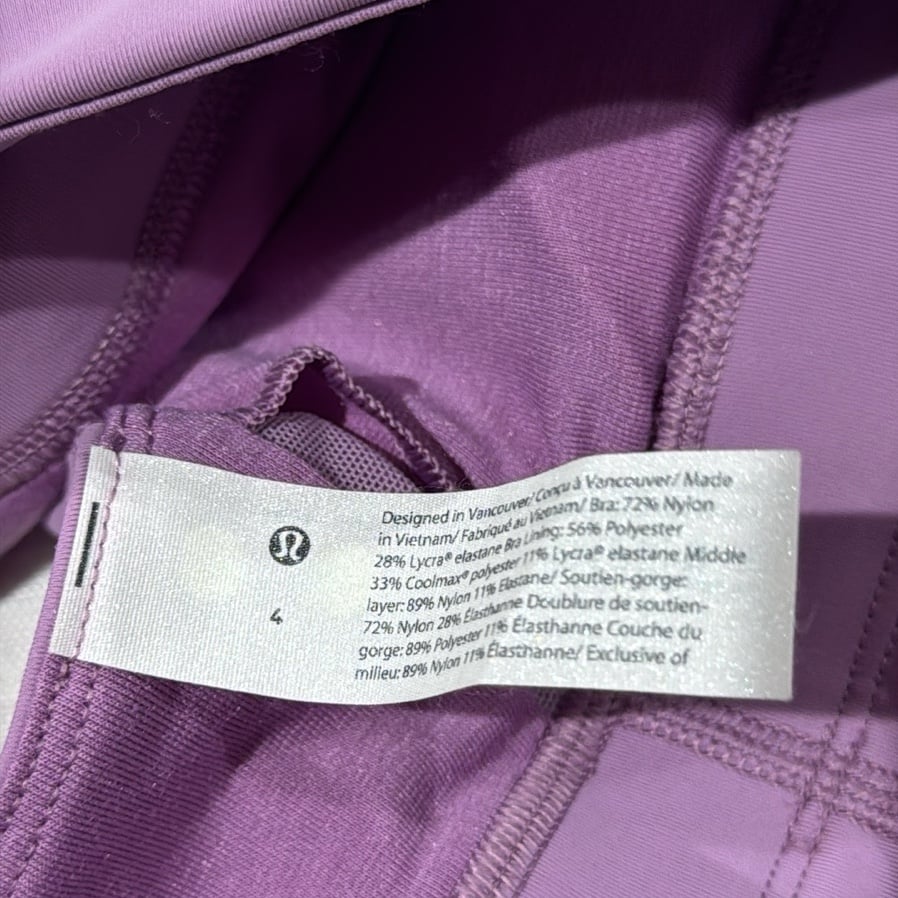 Designed in Vancouver/ Conçu à Vancouver/ Made
in Vietnam/ Fabriqué au Vietnam/ Bra: 72% Nylon
28% Lycra® elastane Bra Lining: 56% Polyester
33% Coolmax® polyester 11% Lycra® elastane Middle
layer: 89% Nylon 11% Elastane/ Soutien-gorge:
72% Nylon 28% Élasthanne Doublure de soutien-
gorge: 89% Polyester 11% Élasthanne Couche du
milieu: 89% Nylon 11% Élasthanne/ Exclusive of
4